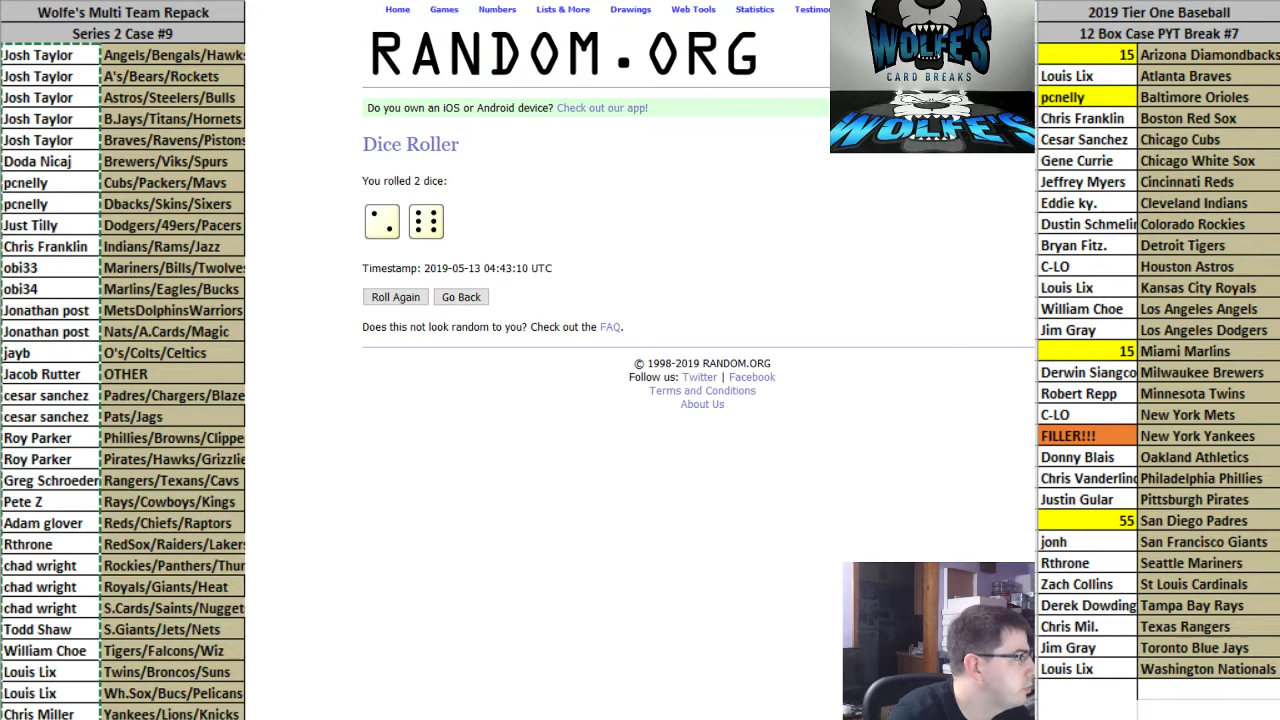 Wolfe's Multi Team Repack
Series 2 Case #9
Josh Taylor Angels/Bengals/Hawks
Josh Taylor A's/Bears/Rockets
Josh Taylor Astros/Steelers/Bulls
Josh Taylor B.Jays/Titans/Hornets
Josh Taylor Braves/Ravens/Pistons
Doda Nicaj Brewers/Viks/Spurs
pcnelly Cubs/Packers/Mavs
pcnelly Dbacks/Skins/Sixers
Just Tilly Dodgers/49ers/Pacers
Chris Franklin Indians/Rams/Jazz
obi33 Mariners/Bills/Twolves
obi34 Marlins/Eagles/Bucks
Jonathan post MetsDolphinsWarriors
Jonathan post Nats/A.Cards/Magic
jayb O's/Colts/Celtics
Jacob Rutter OTHER
cesar sanchez Padres/Chargers/Blaze
cesar sanchez Pats/Jags
Roy Parker Phillies/Browns/Clippe
Roy Parker Pirates/Hawks/Grizzlie
Greg Schroeder Rangers/Texans/Cavs
Pete Z Rays/Cowboys/Kings
Adam glover Reds/Chiefs/Raptors
Rthrone RedSox/Raiders/Lakers
chad wright Rockies/Panthers/Thur
chad wright Royals/Giants/Heat
chad wright S.Cards/Saints/Nugget
Todd Shaw S.Giants/Jets/Nets
William Choe Tigers/Falcons/Wiz
Louis Lix Twins/Broncos/Suns
Louis Lix Wh.Sox/Bucs/Pelicans
Chris Miller Yankees/Lions/Knicks
Home Games Numbers Lists & More Drawings Web Tools Statistics Testimo
RANDOM.ORG
Do you own an iOS or Android device? Check out our app!
Dice Roller
You rolled 2 dice:
Timestamp: 2019-05-13 04:43:10 UTC
Roll Again Go Back
Does this not look random to you? Check out the FAQ.
© 1998-2019 RANDOM.ORG
Follow us: Twitter | Facebook
Terms and Conditions
About Us
WOLFE'S
CARD BREAKS
WOLFE'S
2019 Tier One Baseball
12 Box Case PYT Break #7
15 Arizona Diamondbacks
Louis Lix Atlanta Braves
pcnelly Baltimore Orioles
Chris Franklin Boston Red Sox
Cesar Sanchez Chicago Cubs
Gene Currie Chicago White Sox
Jeffrey Myers Cincinnati Reds
Eddie ky. Cleveland Indians
Dustin Schmelin Colorado Rockies
Bryan Fitz. Detroit Tigers
C-LO Houston Astros
Louis Lix Kansas City Royals
William Choe Los Angeles Angels
Jim Gray Los Angeles Dodgers
15 Miami Marlins
Derwin Siangco Milwaukee Brewers
Robert Repp Minnesota Twins
C-LO New York Mets
FILLER!!! New York Yankees
Donny Blais Oakland Athletics
Chris Vanderlind Philadelphia Phillies
Justin Gular Pittsburgh Pirates
55 San Diego Padres
jonh San Francisco Giants
Rthrone Seattle Mariners
Zach Collins St Louis Cardinals
Derek Dowding Tampa Bay Rays
Chris Mil. Texas Rangers
Jim Gray Toronto Blue Jays
Louis Lix Washington Nationals